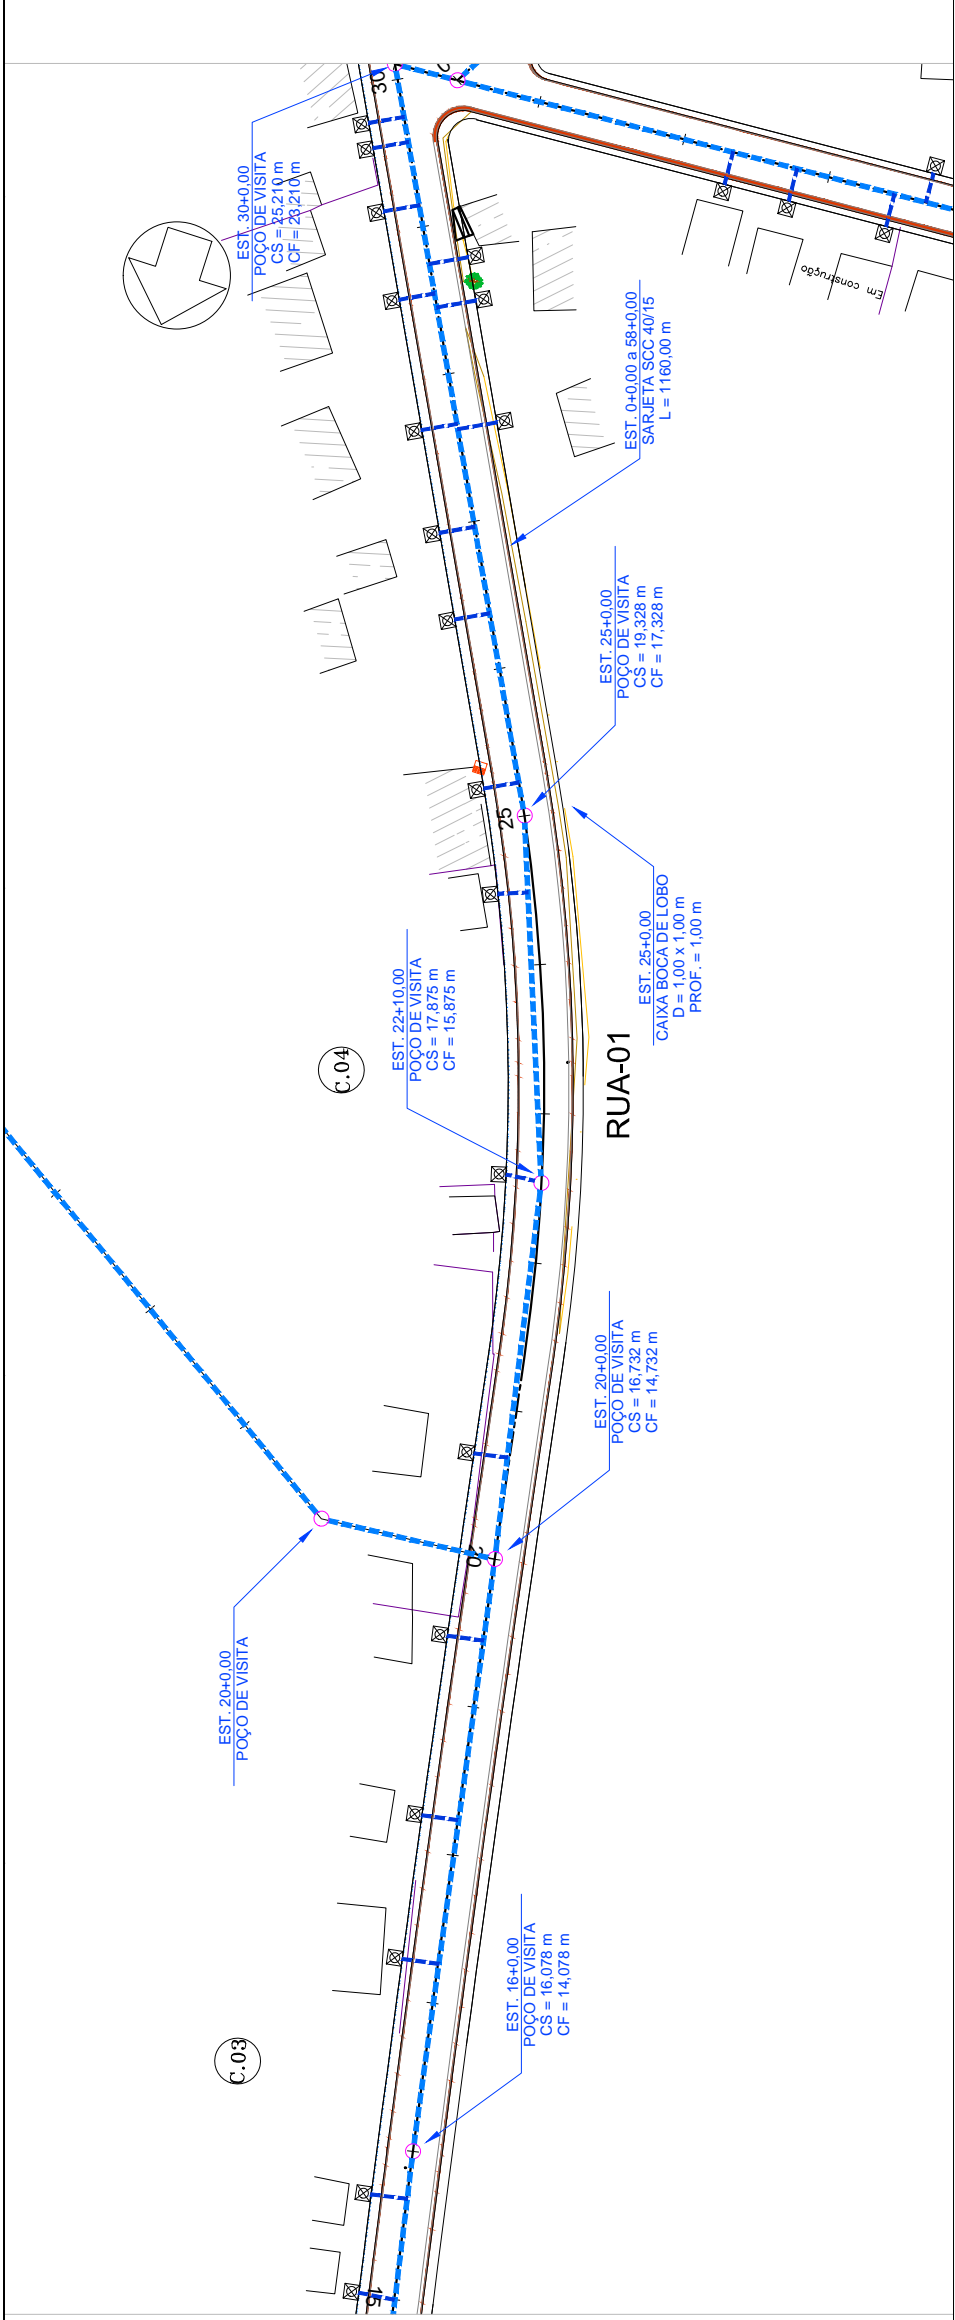 30
EST. 30+0,00
POÇO DE VISITA
CS = 25,210 m
CF = 23,210 m
Em construção
EST. 0+0,00 a 58+0,00
SARJETA SCC 40/15
L = 1160,00 m
EST. 25+0,00
POÇO DE VISITA
CS = 19,328 m
CF = 17,328 m
25
EST. 25+0,00
CAIXA BOCA DE LOBO
D = 1,00 x 1,00 m
PROF. = 1,00 m
EST. 22+10,00
POÇO DE VISITA
CS = 17,875 m
CF = 15,875 m
C.04
RUA-01
EST. 20+0,00
POÇO DE VISITA
CS = 16,732 m
CF = 14,732 m
20
EST. 20+0,00
POÇO DE VISITA
EST. 16+0,00
POÇO DE VISITA
CS = 16,078 m
CF = 14,078 m
C.03
15